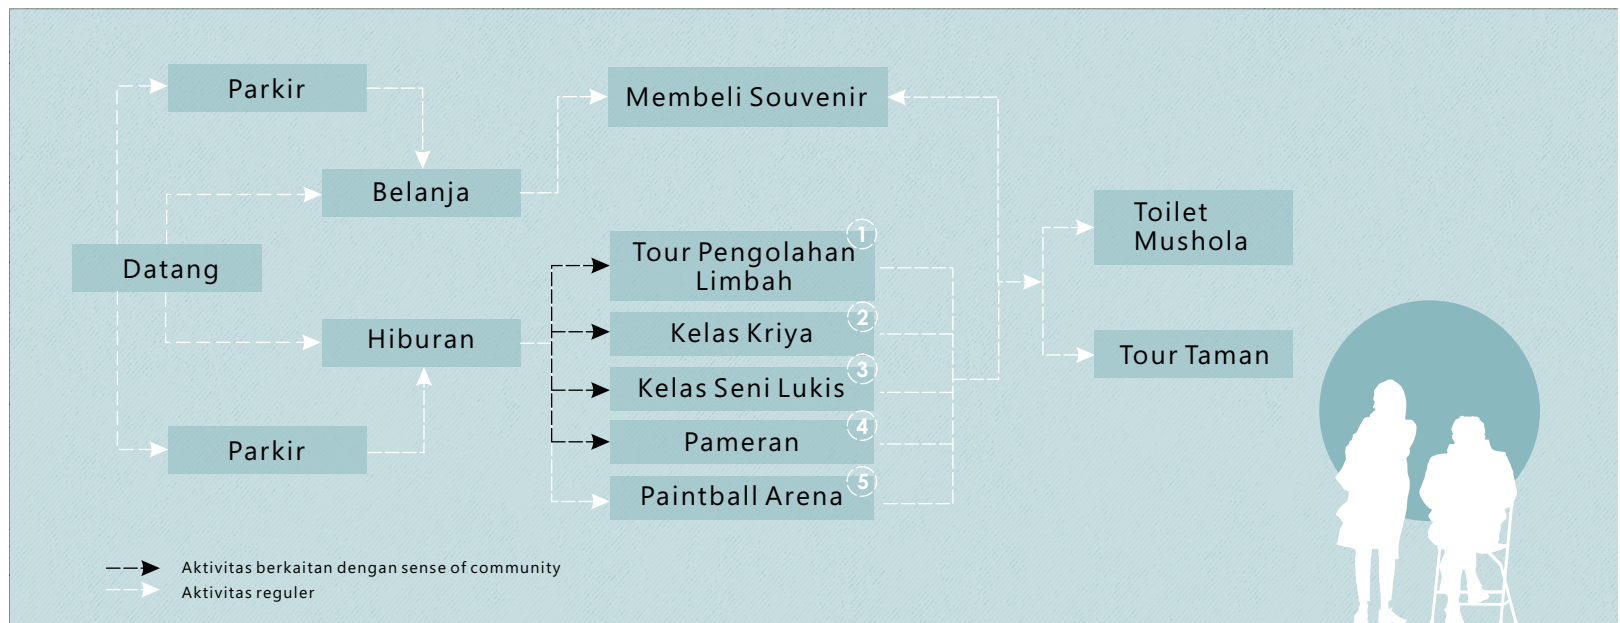 Parkir
Membeli Souvenir
Belanja
Datang
Hiburan
Parkir
Tour Pengolahan
Limbah
1
Kelas Kriya
2
Kelas Seni Lukis
3
Pameran
4
Paintball Arena
5
Toilet
Mushola
Tour Taman
Aktivitas berkaitan dengan sense of community
Aktivitas reguler